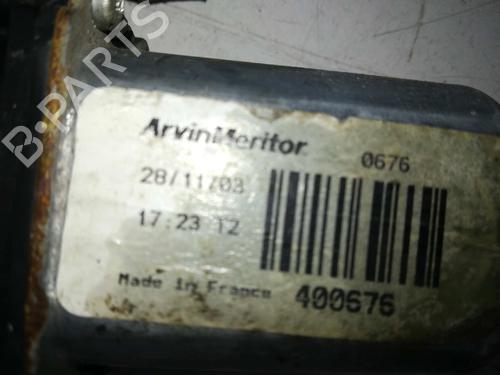 B-PARTS
ArvinMeritor 0676
28/11/03
17:23 12
Made in France 400676